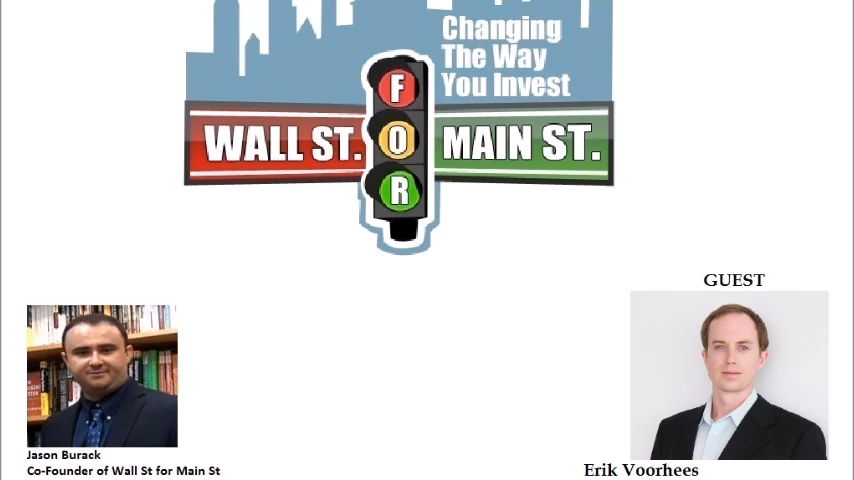 Changing
The Way
You Invest
WALL ST. FOR MAIN ST.
GUEST
Jason Burack
Co-Founder of Wall St for Main St
Erik Voorhees